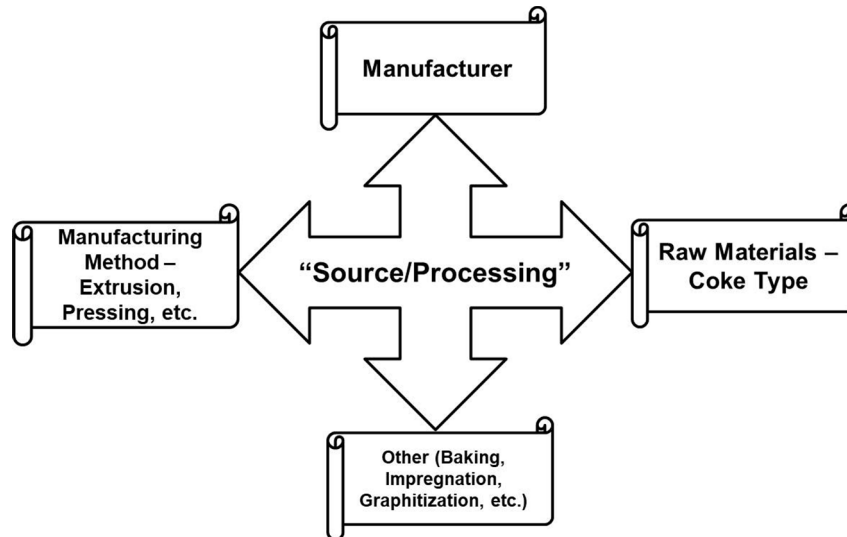 Manufacturer
Manufacturing
Method –
Extrusion,
Pressing, etc.
“Source/Processing”
Raw Materials –
Coke Type
Other (Baking,
Impregnation,
Graphitization, etc.)